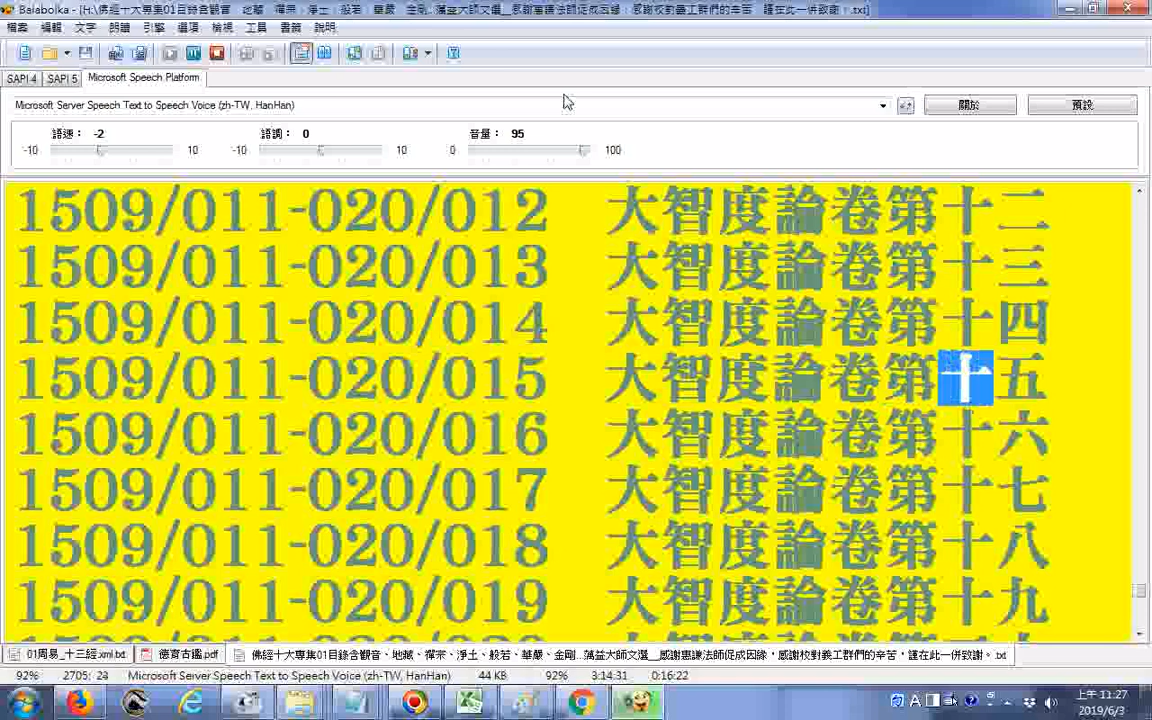 Balabolka - [H:\佛經十大專集01目錄含觀音、地藏、禪宗、淨土、般若、華嚴、金剛...蕅益大師文選__感謝惠謙法師促成因緣，感謝校對義工群們的辛苦，謹在此一併致謝。.txt]
檔案 編輯 文字 朗讀 引擎 選項 檢視 工具 書籤 說明
SAPI 4 SAPI 5 Microsoft Speech Platform
Microsoft Server Speech Text to Speech Voice (zh-TW, HanHan) 關於 預設
語速： -2 語調： 0 音量： 95
-10 10 -10 10 0 100
1509/011-020/012 大智度論卷第十二
1509/011-020/013 大智度論卷第十三
1509/011-020/014 大智度論卷第十四
1509/011-020/015 大智度論卷第十五
1509/011-020/016 大智度論卷第十六
1509/011-020/017 大智度論卷第十七
1509/011-020/018 大智度論卷第十八
1509/011-020/019 大智度論卷第十九
01周易_十三經.xml.txt 德育古鑑.pdf 佛經十大專集01目錄含觀音、地藏、禪宗、淨土、般若、華嚴、金剛...蕅益大師文選__感謝惠謙法師促成因緣，感謝校對義工群們的辛苦，謹在此一併致謝。.txt
92% 2705: 23 Microsoft Server Speech Text to Speech Voice (zh-TW, HanHan) 44 KB 92% 3:14:31 0:16:22
上午 11:27
2019/6/3